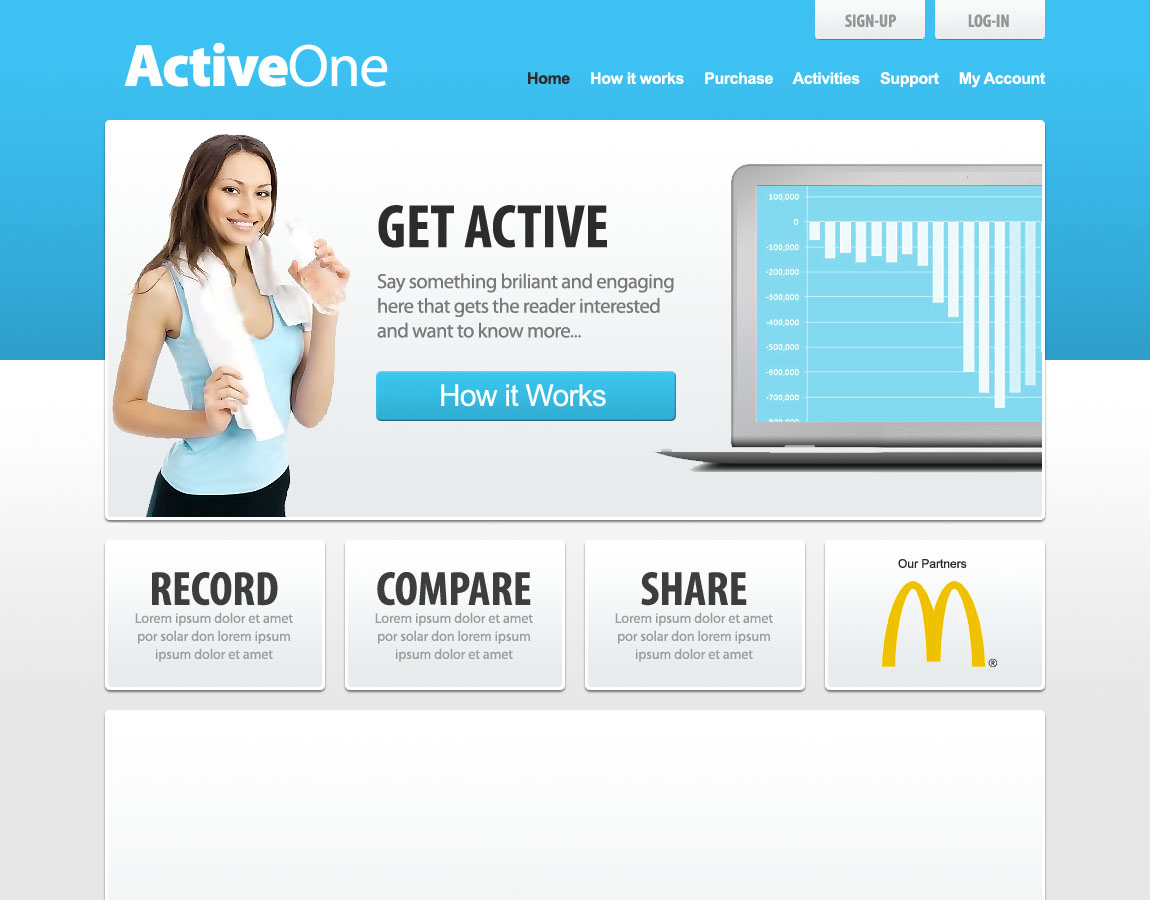 SIGN-UP
LOG-IN
ActiveOne
Home
How it works
Purchase
Activities
Support
My Account
GET ACTIVE
Say something briliant and engaging
here that gets the reader interested
and want to know more...
How it Works
100,000
0
-100,000
-200,000
-300,000
-400,000
-500,000
-600,000
-700,000
-800,000
RECORD
Lorem ipsum dolor et amet
por solar don lorem ipsum
ipsum dolor et amet
COMPARE
Lorem ipsum dolor et amet
por solar don lorem ipsum
ipsum dolor et amet
SHARE
Lorem ipsum dolor et amet
por solar don lorem ipsum
ipsum dolor et amet
Our Partners
®